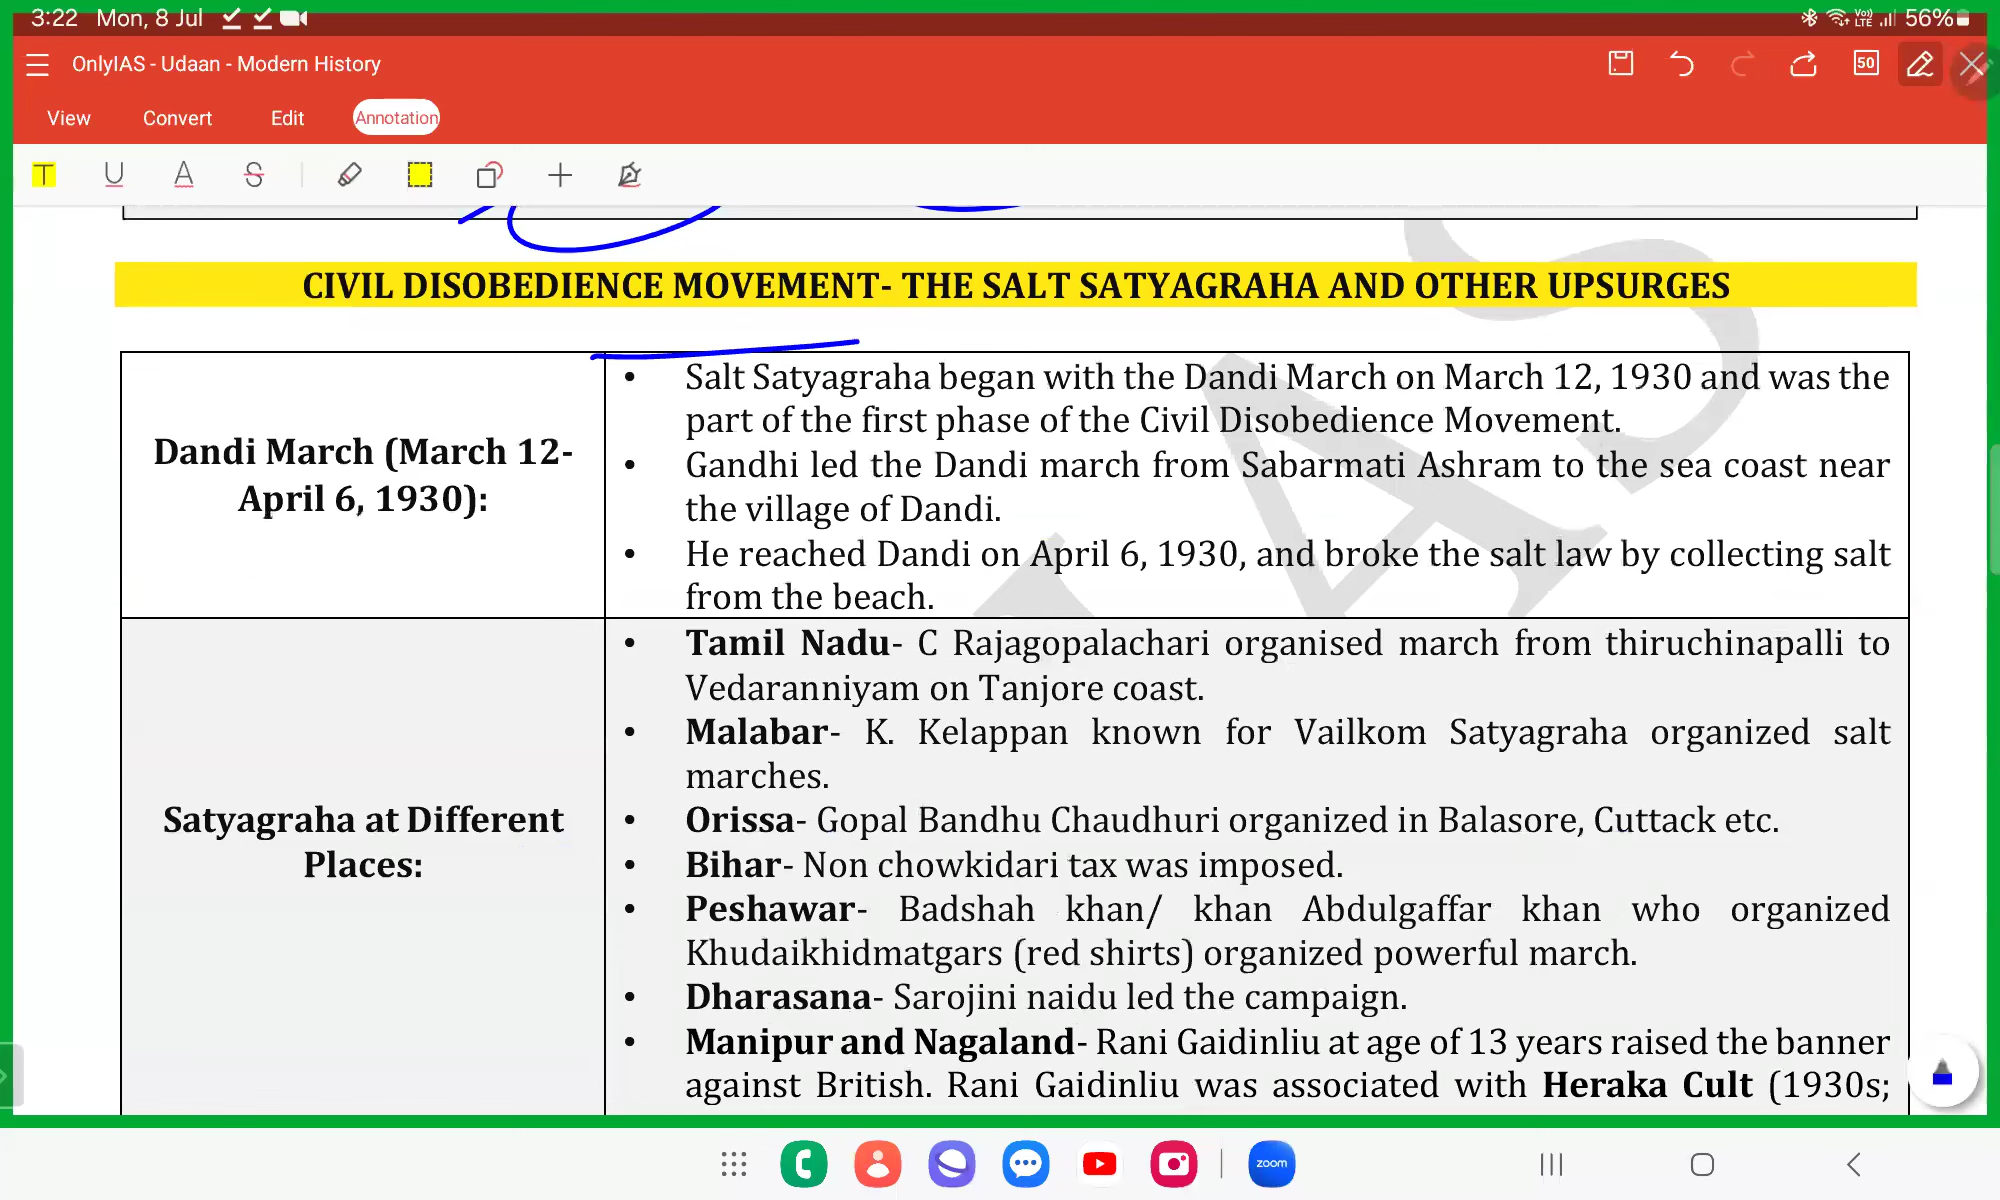 3:22 Mon, 8 Jul 56%
OnlyIAS - Udaan - Modern History 50
View Convert Edit Annotation
T U A S
CIVIL DISOBEDIENCE MOVEMENT- THE SALT SATYAGRAHA AND OTHER UPSURGES
Dandi March (March 12-
April 6, 1930):
• Salt Satyagraha began with the Dandi March on March 12, 1930 and was the
part of the first phase of the Civil Disobedience Movement.
• Gandhi led the Dandi march from Sabarmati Ashram to the sea coast near
the village of Dandi.
• He reached Dandi on April 6, 1930, and broke the salt law by collecting salt
from the beach.
Satyagraha at Different
Places:
• Tamil Nadu- C Rajagopalachari organised march from thiruchinapalli to
Vedaranniyam on Tanjore coast.
• Malabar- K. Kelappan known for Vailkom Satyagraha organized salt
marches.
• Orissa- Gopal Bandhu Chaudhuri organized in Balasore, Cuttack etc.
• Bihar- Non chowkidari tax was imposed.
• Peshawar- Badshah khan/ khan Abdulgaffar khan who organized
Khudaikhidmatgars (red shirts) organized powerful march.
• Dharasana- Sarojini naidu led the campaign.
• Manipur and Nagaland- Rani Gaidinliu at age of 13 years raised the banner
against British. Rani Gaidinliu was associated with Heraka Cult (1930s;
zoom